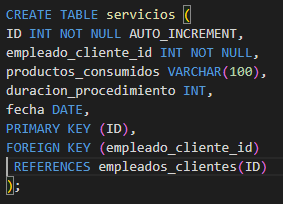 CREATE TABLE servicios (
ID INT NOT NULL AUTO_INCREMENT,
empleado_cliente_id INT NOT NULL,
productos_consumidos VARCHAR(100),
duracion_procedimiento INT,
fecha DATE,
PRIMARY KEY (ID),
FOREIGN KEY (empleado_cliente_id)
REFERENCES empleados_clientes(ID)
);